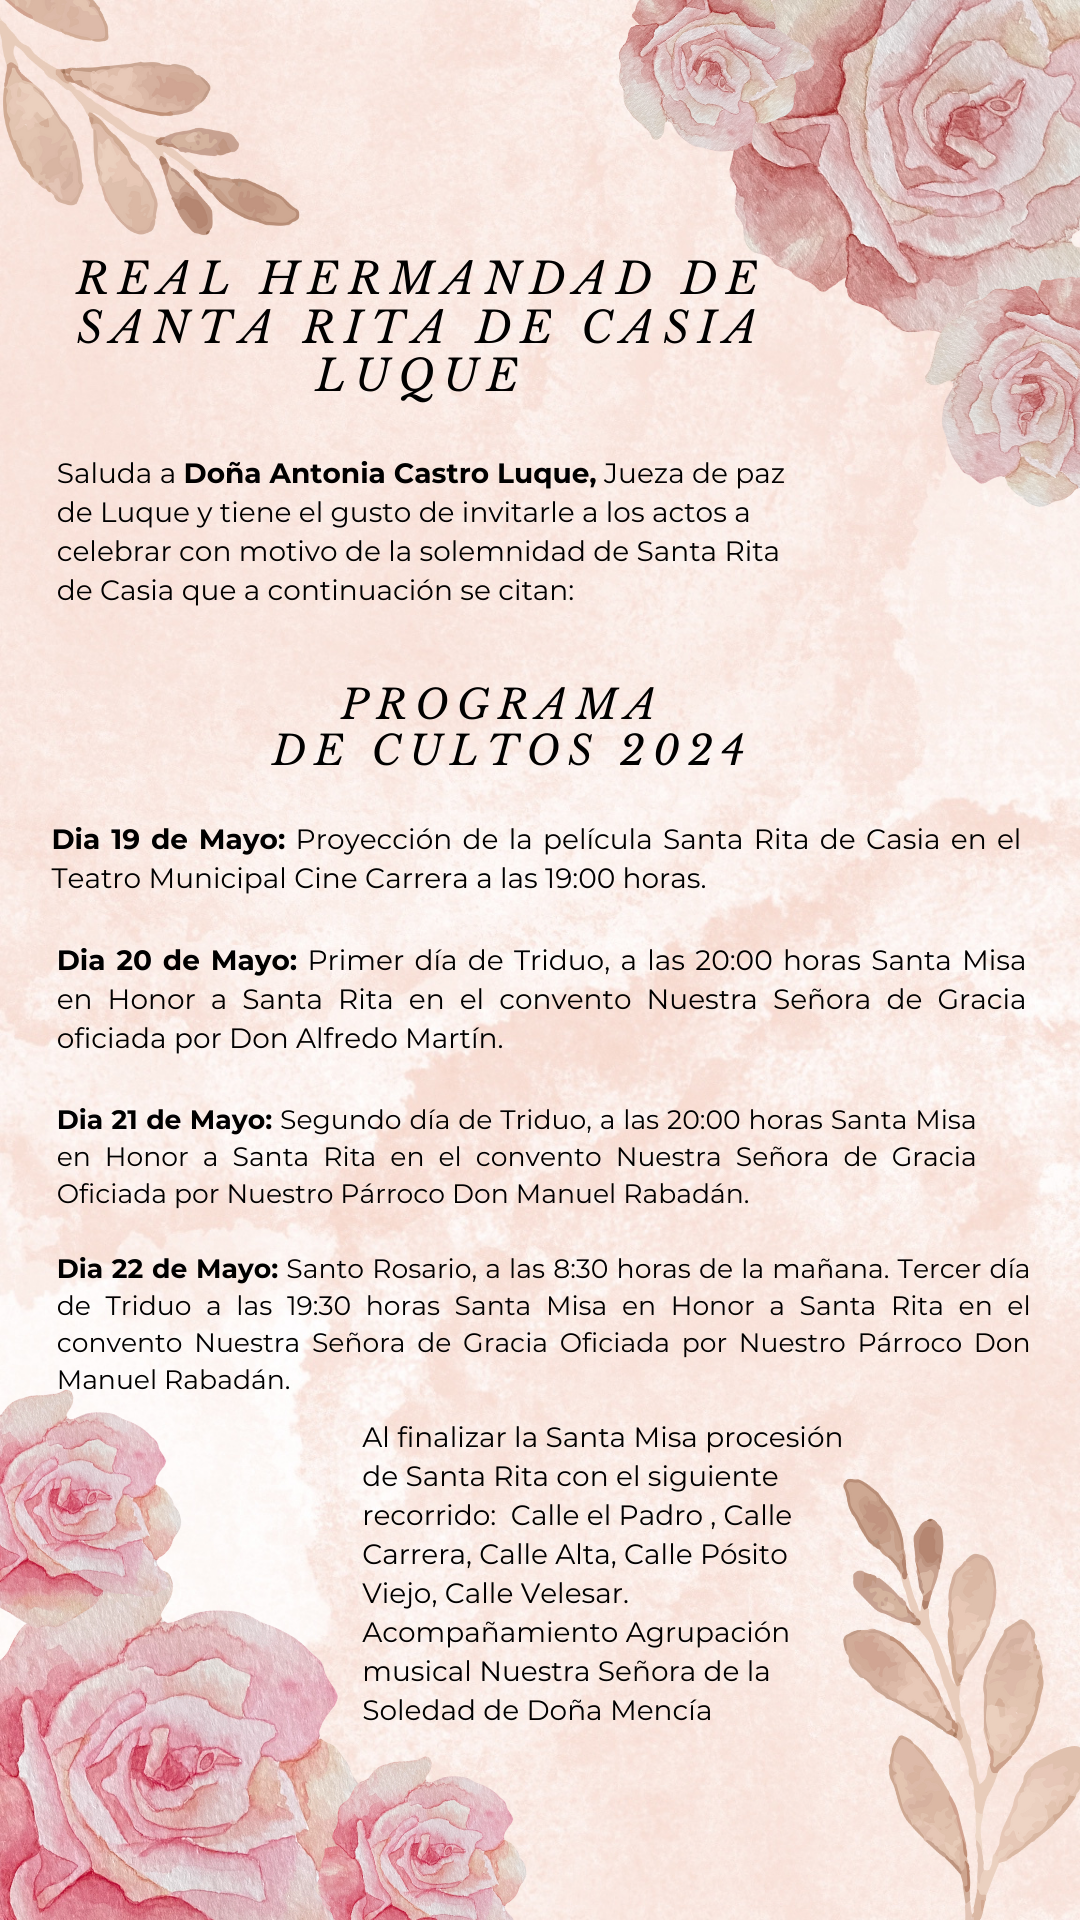 REAL HERMANDAD DE
SANTA RITA DE CASIA
LUQUE
Saluda a Doña Antonia Castro Luque, Jueza de paz
de Luque y tiene el gusto de invitarle a los actos a
celebrar con motivo de la solemnidad de Santa Rita
de Casia que a continuación se citan:
PROGRAMA
DE CULTOS 2024
Dia 19 de Mayo: Proyección de la película Santa Rita de Casia en el
Teatro Municipal Cine Carrera a las 19:00 horas.
Dia 20 de Mayo: Primer día de Triduo, a las 20:00 horas Santa Misa
en Honor a Santa Rita en el convento Nuestra Señora de Gracia
oficiada por Don Alfredo Martín.
Dia 21 de Mayo: Segundo día de Triduo, a las 20:00 horas Santa Misa
en Honor a Santa Rita en el convento Nuestra Señora de Gracia
Oficiada por Nuestro Párroco Don Manuel Rabadán.
Dia 22 de Mayo: Santo Rosario, a las 8:30 horas de la mañana. Tercer día
de Triduo a las 19:30 horas Santa Misa en Honor a Santa Rita en el
convento Nuestra Señora de Gracia Oficiada por Nuestro Párroco Don
Manuel Rabadán.
Al finalizar la Santa Misa procesión
de Santa Rita con el siguiente
recorrido: Calle el Padro , Calle
Carrera, Calle Alta, Calle Pósito
Viejo, Calle Velesar.
Acompañamiento Agrupación
musical Nuestra Señora de la
Soledad de Doña Mencía